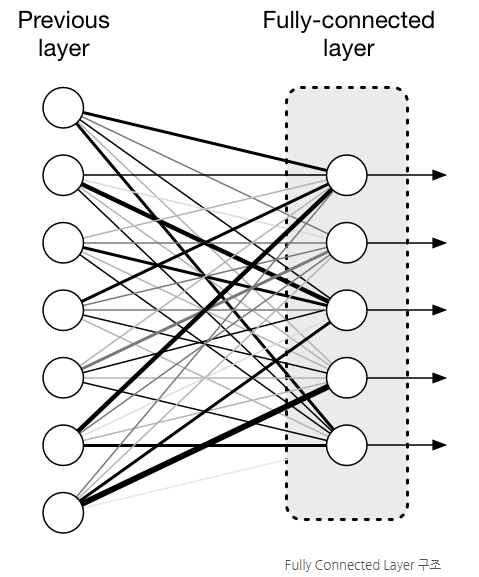 Previous
layer
Fully-connected
layer
Fully Connected Layer 구조